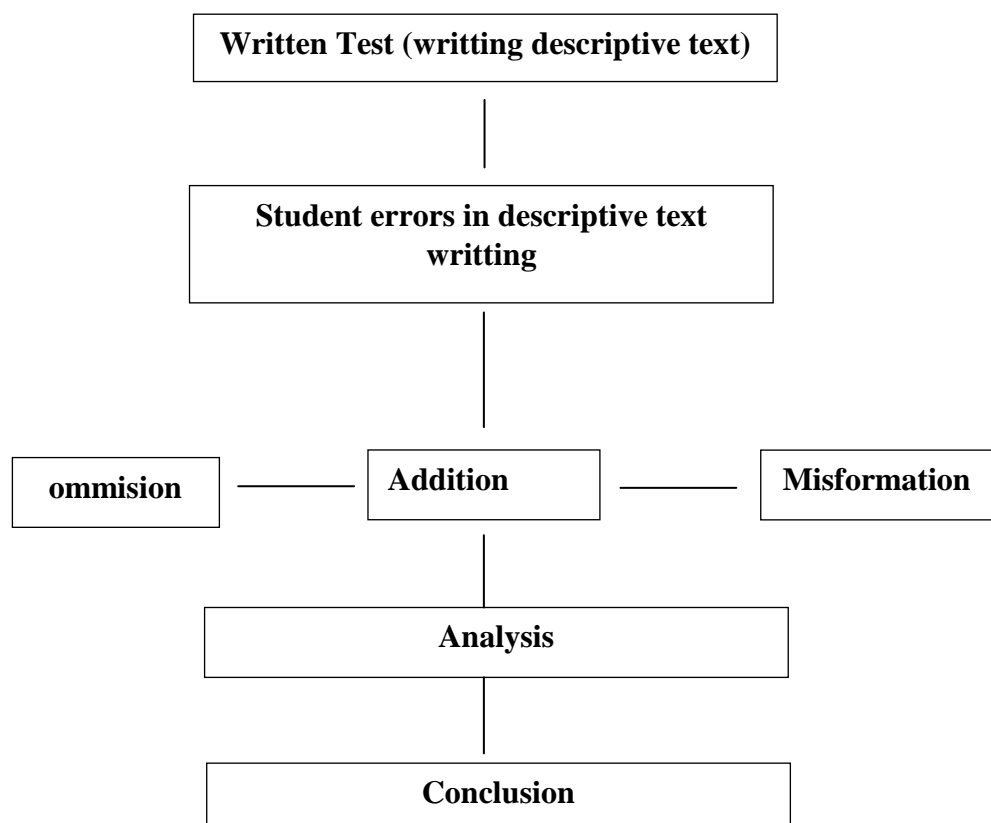 Written Test (writting descriptive text)
Student errors in descriptive text
writting
ommision
Addition
Misformation
Analysis
Conclusion